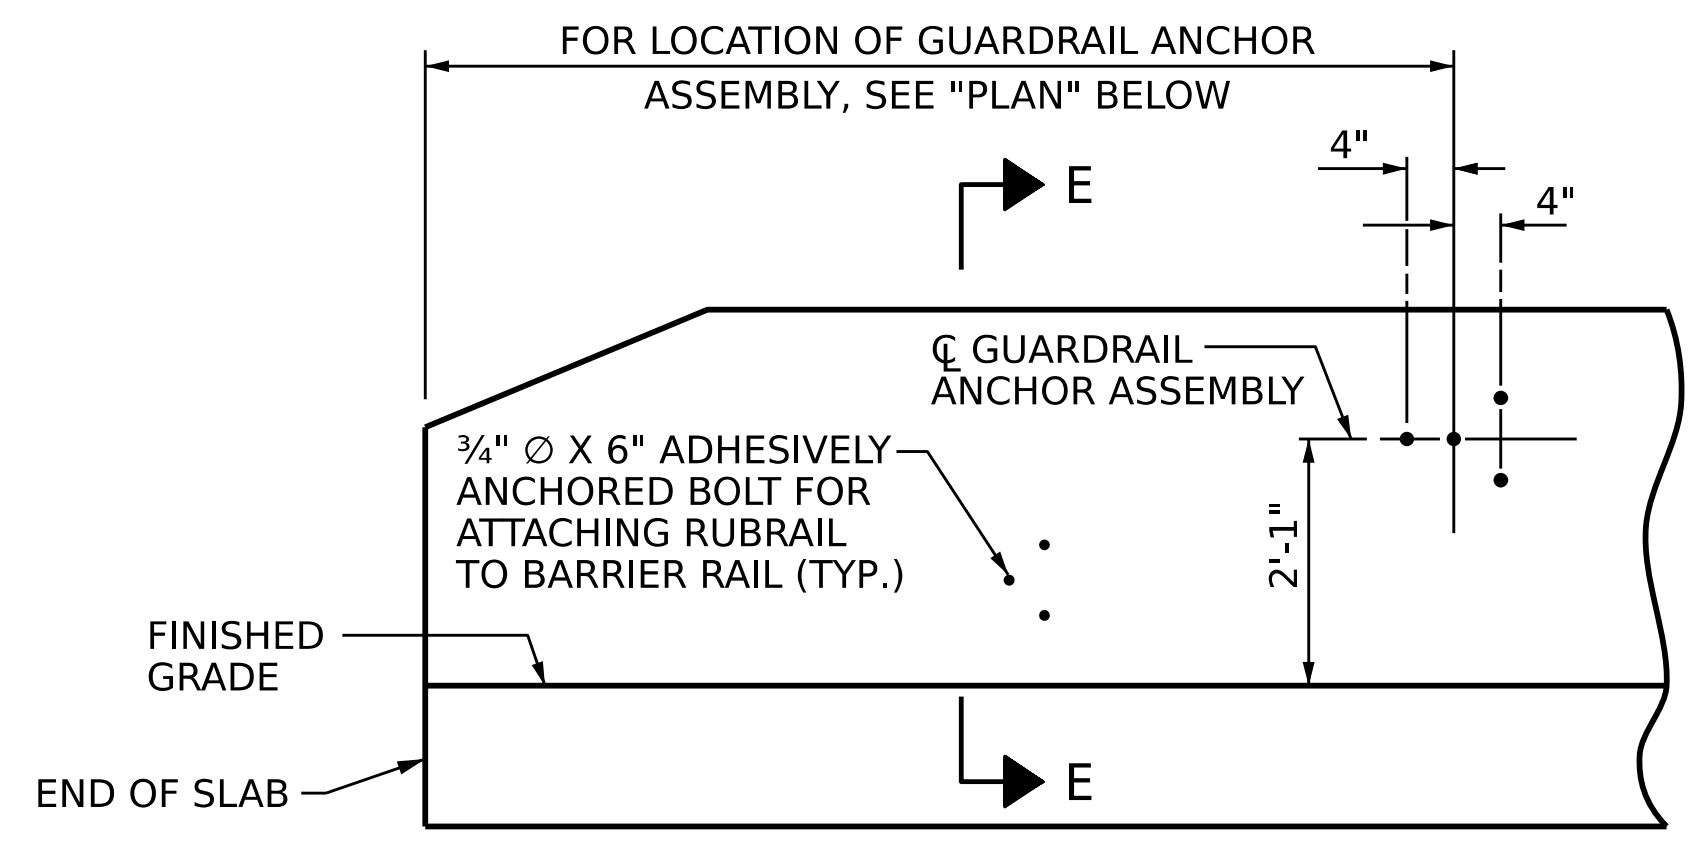 FOR LOCATION OF GUARDRAIL ANCHOR
ASSEMBLY, SEE "PLAN" BELOW
4"
E
4"
℄ GUARDRAIL
ANCHOR ASSEMBLY
¾" ∅ X 6" ADHESIVELY
ANCHORED BOLT FOR
ATTACHING RUBRAIL
TO BARRIER RAIL (TYP.)
2'-1"
FINISHED
GRADE
END OF SLAB
E